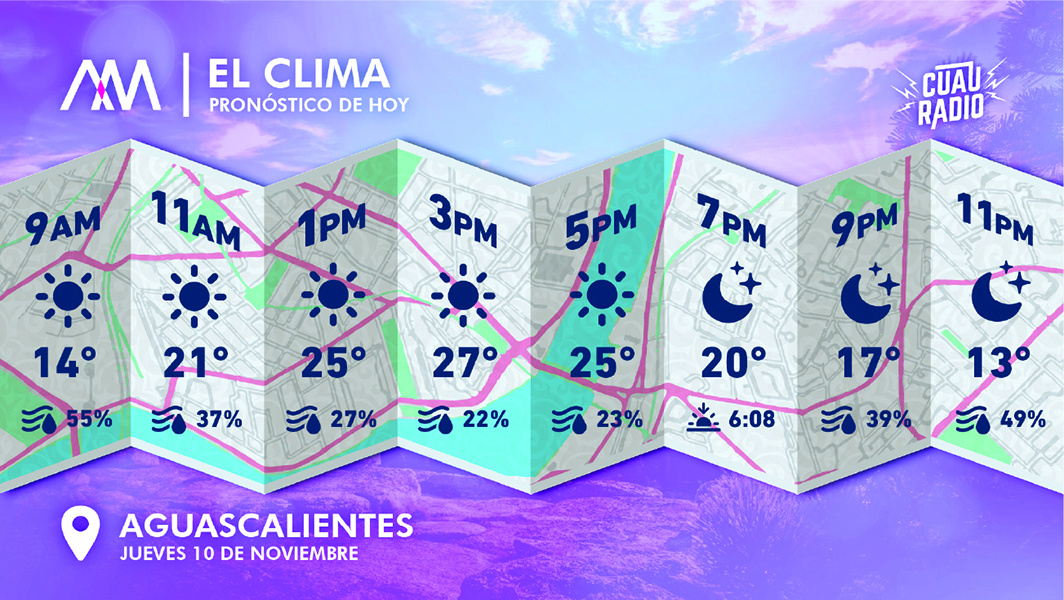 AM
EL CLIMA
PRONÓSTICO DE HOY
CUAU
RADIO
9AM
11AM
1PM
3PM
5PM
7PM
9PM
11PM
14°
21°
25°
27°
25°
20°
17°
13°
55%
37%
27%
22%
23%
6:08
39%
49%
AGUASCALIENTES
JUEVES 10 DE NOVIEMBRE